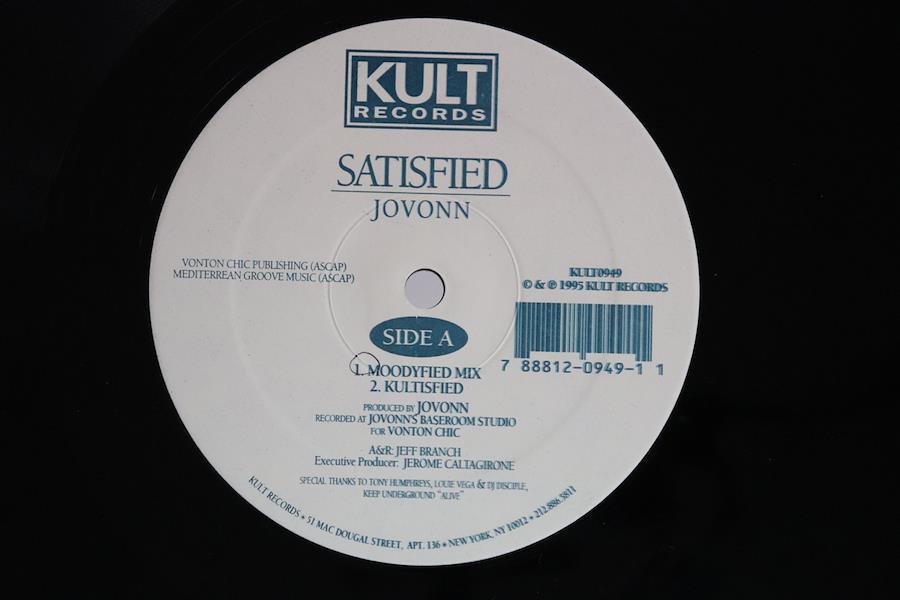 KULT
RECORDS
SATISFIED
JOVONN
VONTON CHIC PUBLISHING (ASCAP)
MEDITERREAN GROOVE MUSIC (ASCAP)
KULT0949
© & ℗ 1995 KULT RECORDS
7 88812-0949-1 1
SIDE A
1. MOODYFIED MIX
2. KULTISFIED
PRODUCED BY JOVONN
RECORDED AT JOVONN'S BASEROOM STUDIO
FOR VONTON CHIC
A&R: JEFF BRANCH
Executive Producer: JEROME CALTAGIRONE
SPECIAL THANKS TO TONY HUMPHREYS, LOUIE VEGA & DJ DISCIPLE,
KEEP UNDERGROUND "ALIVE"
KULT RECORDS * 51 MAC DOUGAL STREET, APT. 136 * NEW YORK, NY 10012 * 212.886.5811